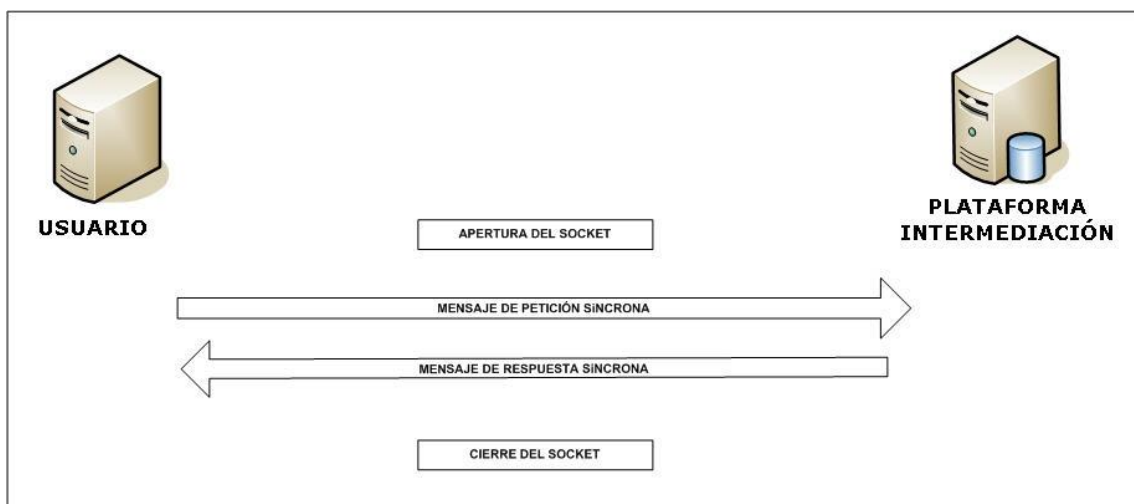 USUARIO
PLATAFORMA
INTERMEDIACIÓN
APERTURA DEL SOCKET
MENSAJE DE PETICIÓN SíNCRONA
MENSAJE DE RESPUESTA SíNCRONA
CIERRE DEL SOCKET